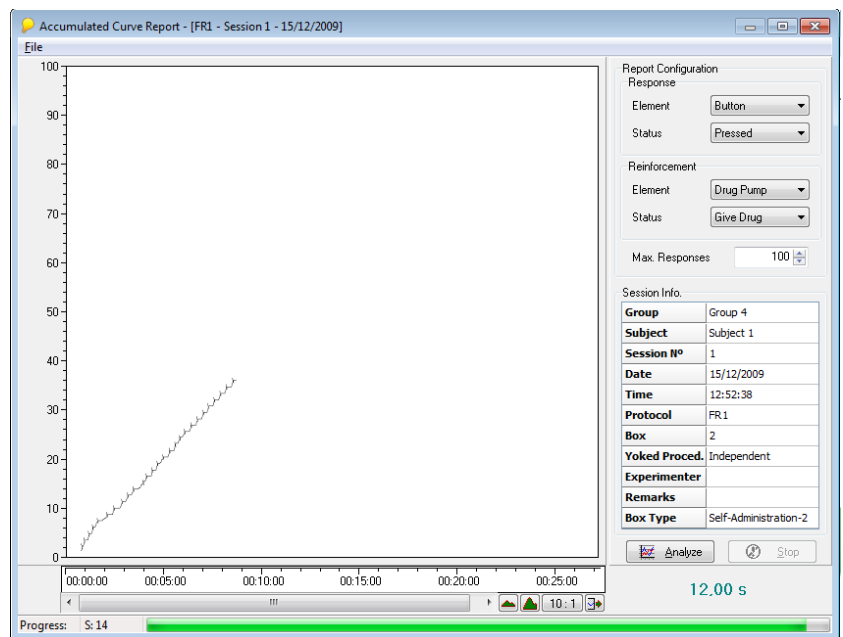 Accumulated Curve Report - [FR1 - Session 1 - 15/12/2009]
File
100
90
80
70
60
50
40
30
20
10
0
00:00:00 00:05:00 00:10:00 00:15:00 00:20:00 00:25:00
10 : 1
Report Configuration
Response
Element Button
Status Pressed
Reinforcement
Element Drug Pump
Status Give Drug
Max. Responses 100
Session Info.
Group Group 4
Subject Subject 1
Session Nº 1
Date 15/12/2009
Time 12:52:38
Protocol FR1
Box 2
Yoked Proced. Independent
Experimenter
Remarks
Box Type Self-Administration-2
Analyze Stop
12,00 s
Progress: S: 14